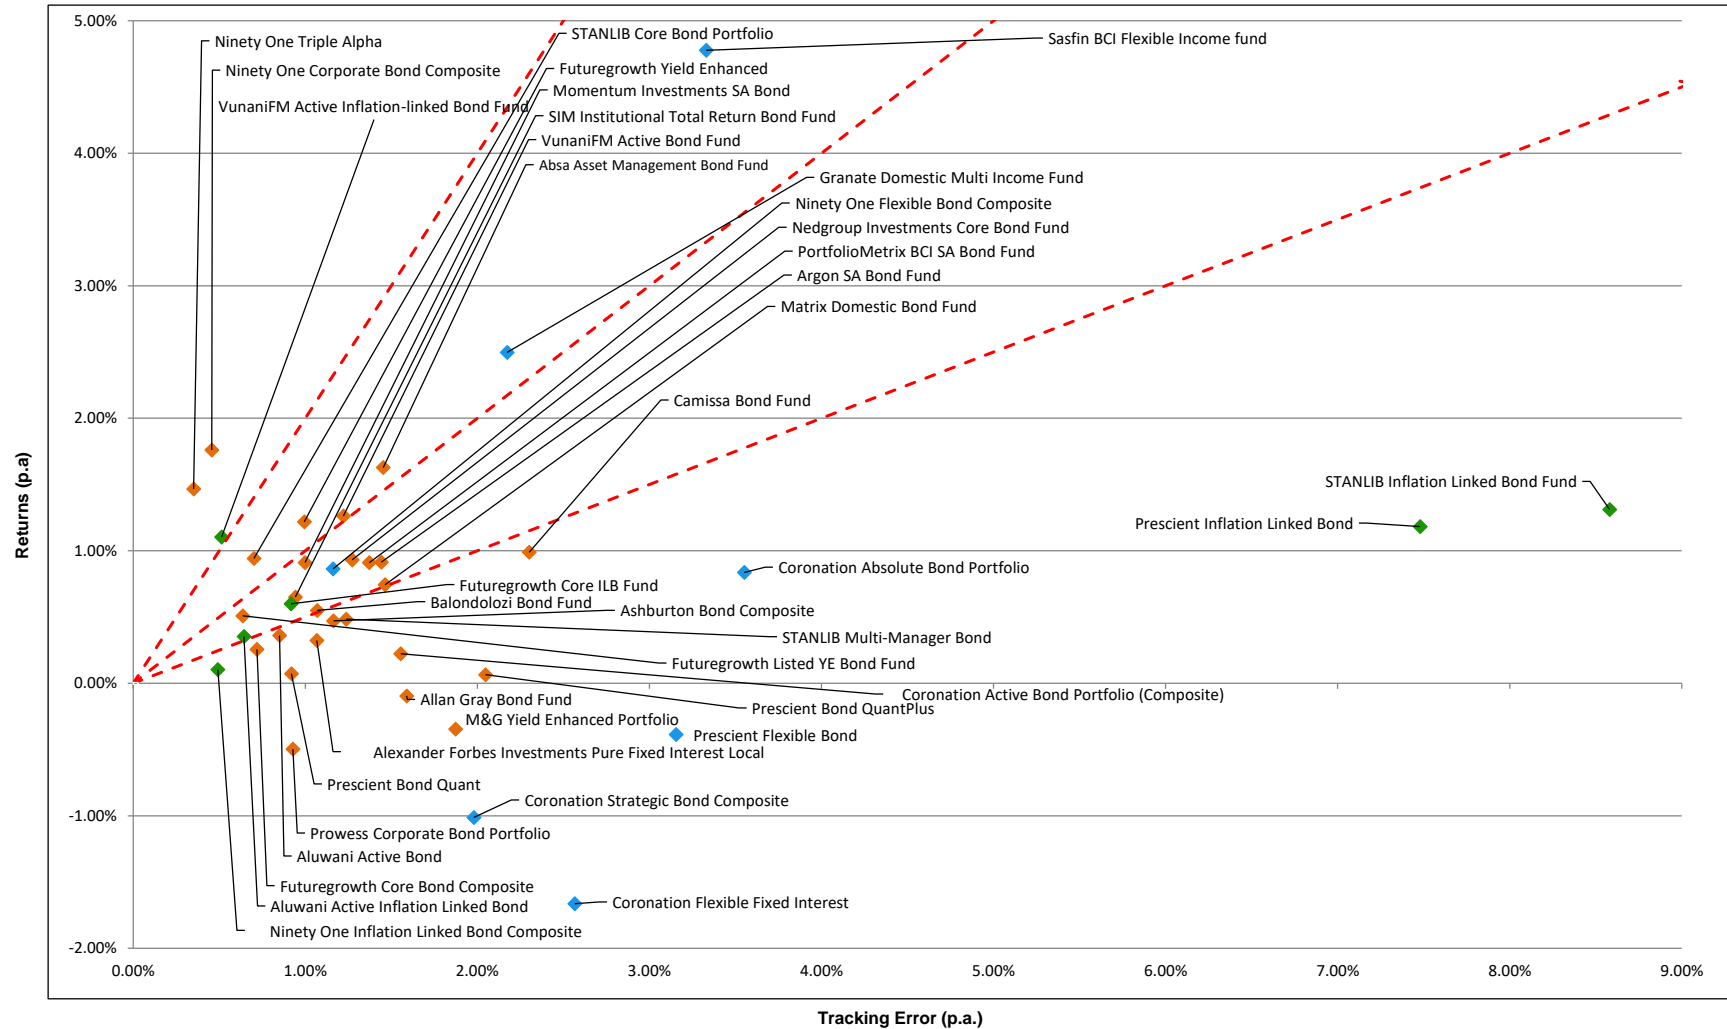 5.00%
STANLIB Core Bond Portfolio
Sasfin BCI Flexible Income fund
Ninety One Triple Alpha
Ninety One Corporate Bond Composite
Futuregrowth Yield Enhanced
Momentum Investments SA Bond
VunaniFM Active Inflation-linked Bond Fund
SIM Institutional Total Return Bond Fund
VunaniFM Active Bond Fund
4.00%
Absa Asset Management Bond Fund
Granate Domestic Multi Income Fund
Ninety One Flexible Bond Composite
Nedgroup Investments Core Bond Fund
PortfolioMetrix BCI SA Bond Fund
Argon SA Bond Fund
3.00%
Matrix Domestic Bond Fund
Camissa Bond Fund
2.00%
STANLIB Inflation Linked Bond Fund
Prescient Inflation Linked Bond
Returns (p.a)
1.00%
Coronation Absolute Bond Portfolio
Futuregrowth Core ILB Fund
Balondolozi Bond Fund
Ashburton Bond Composite
STANLIB Multi-Manager Bond
Futuregrowth Listed YE Bond Fund
0.00%
Coronation Active Bond Portfolio (Composite)
Allan Gray Bond Fund
Prescient Bond QuantPlus
M&G Yield Enhanced Portfolio
Prescient Flexible Bond
Alexander Forbes Investments Pure Fixed Interest Local
Prescient Bond Quant
Coronation Strategic Bond Composite
-1.00%
Prowess Corporate Bond Portfolio
Aluwani Active Bond
Futuregrowth Core Bond Composite
Coronation Flexible Fixed Interest
Aluwani Active Inflation Linked Bond
Ninety One Inflation Linked Bond Composite
-2.00%
0.00% 1.00% 2.00% 3.00% 4.00% 5.00% 6.00% 7.00% 8.00% 9.00%
Tracking Error (p.a.)